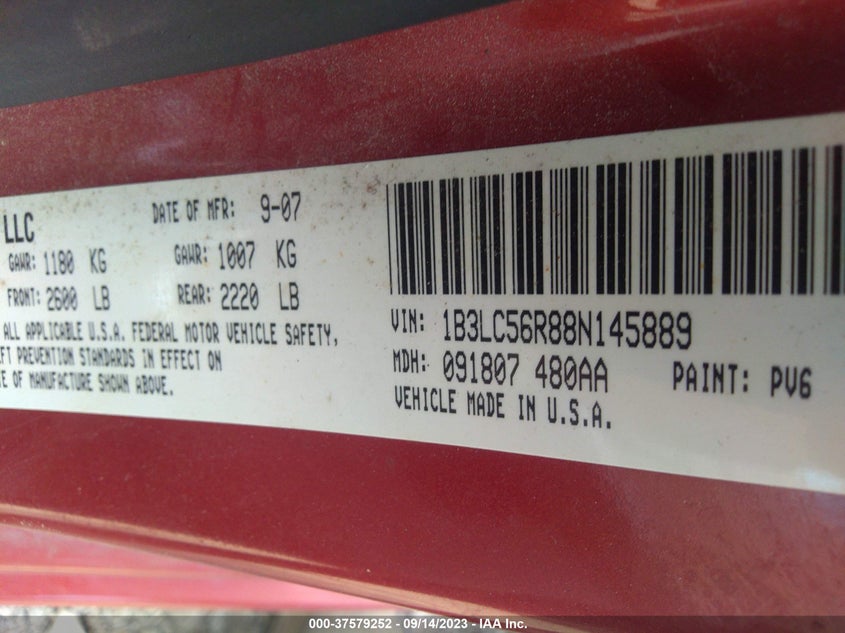 LLC
DATE OF MFR: 9-07
GAWR: 1180 KG GAWR: 1007 KG
FRONT: 2600 LB REAR: 2220 LB
ALL APPLICABLE U.S.A. FEDERAL MOTOR VEHICLE SAFETY,
PREVENTION STANDARDS IN EFFECT ON
OF MANUFACTURE SHOWN ABOVE.
VIN: 1B3LC56R88N145889
MDH: 091807 480AA PAINT: PV6
VEHICLE MADE IN U.S.A.
000-37579252 - 09/14/2023 - IAA Inc.